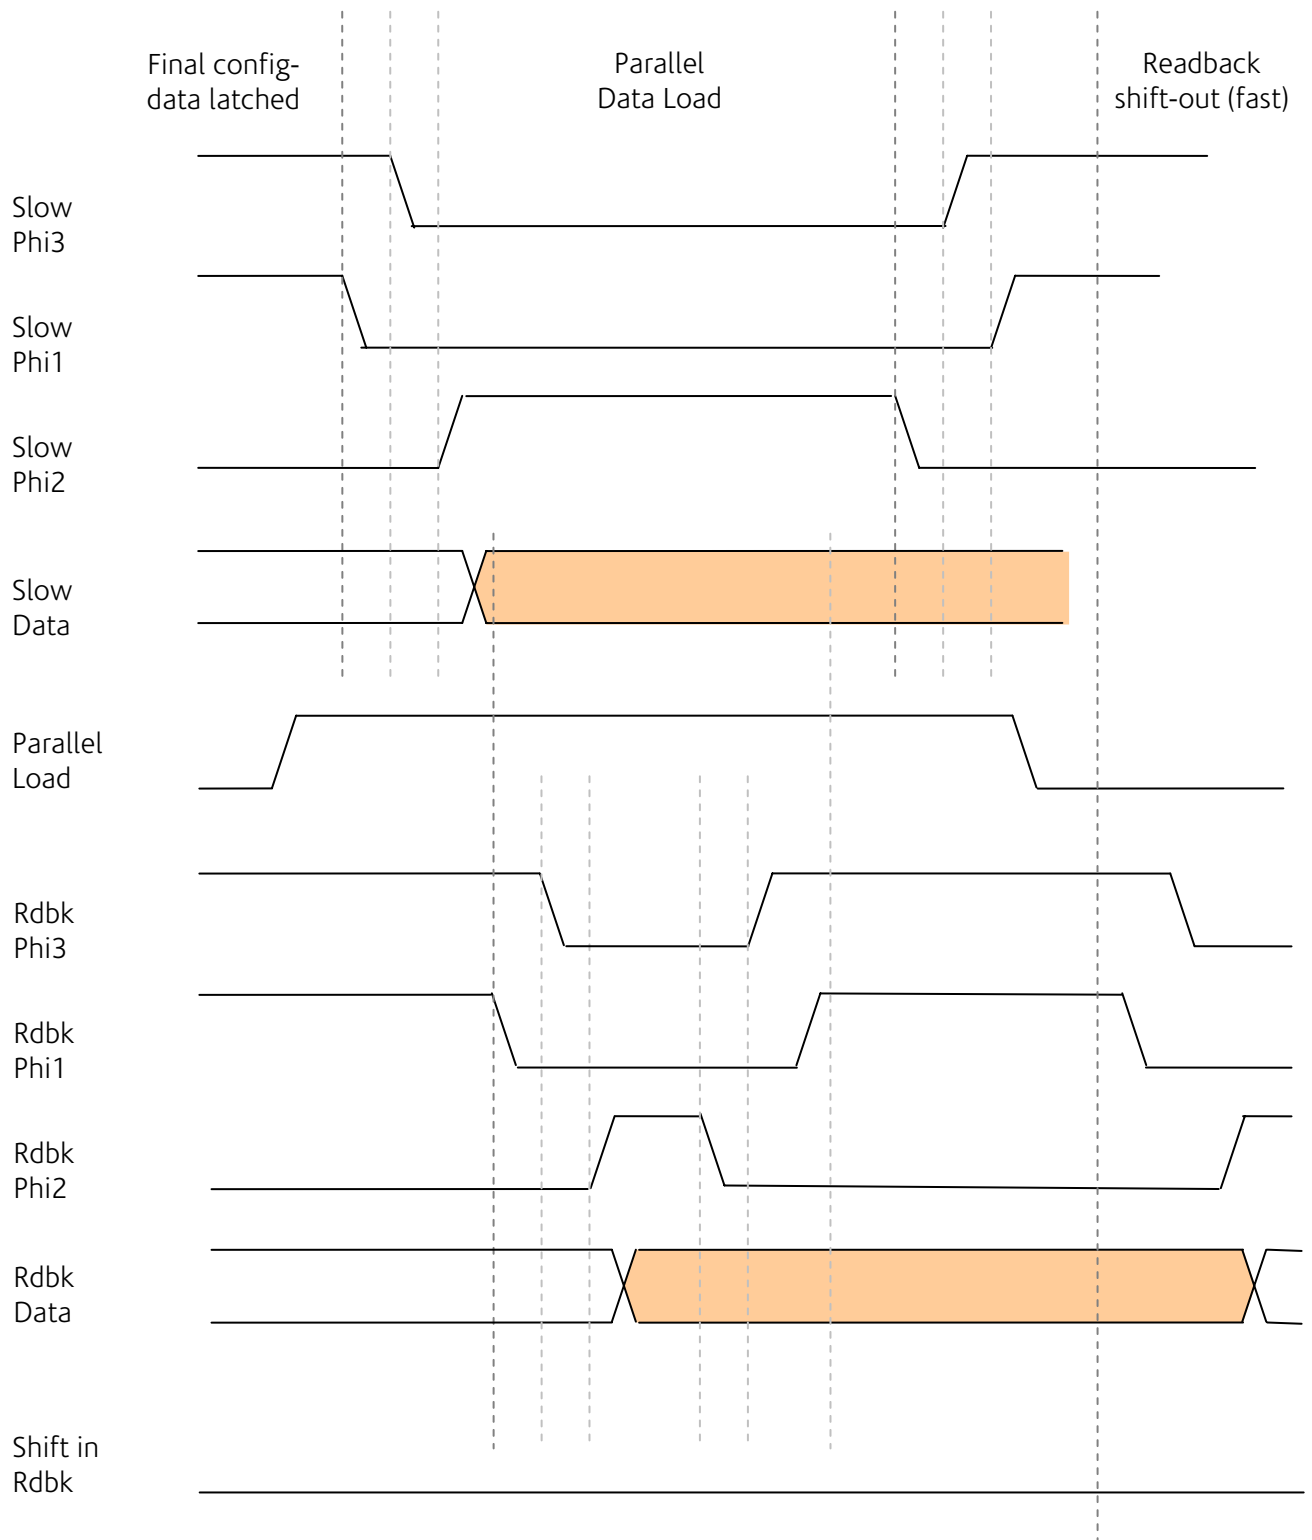 Final config-
data latched
Parallel
Data Load
Readback
shift-out (fast)
Slow
Phi3
Slow
Phi1
Slow
Phi2
Slow
Data
Parallel
Load
Rdbk
Phi3
Rdbk
Phi1
Rdbk
Phi2
Rdbk
Data
Shift in
Rdbk